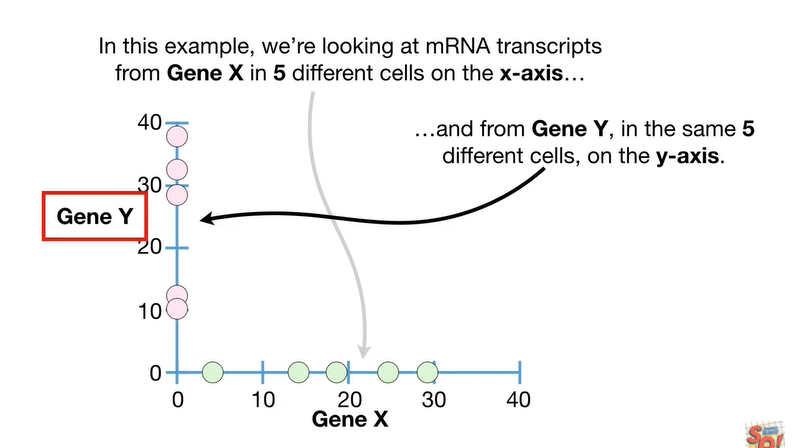 In this example, we’re looking at mRNA transcripts
from Gene X in 5 different cells on the x-axis…
…and from Gene Y, in the same 5
different cells, on the y-axis.
40
30
Gene Y
20
10
0
0 10 20 30 40
Gene X